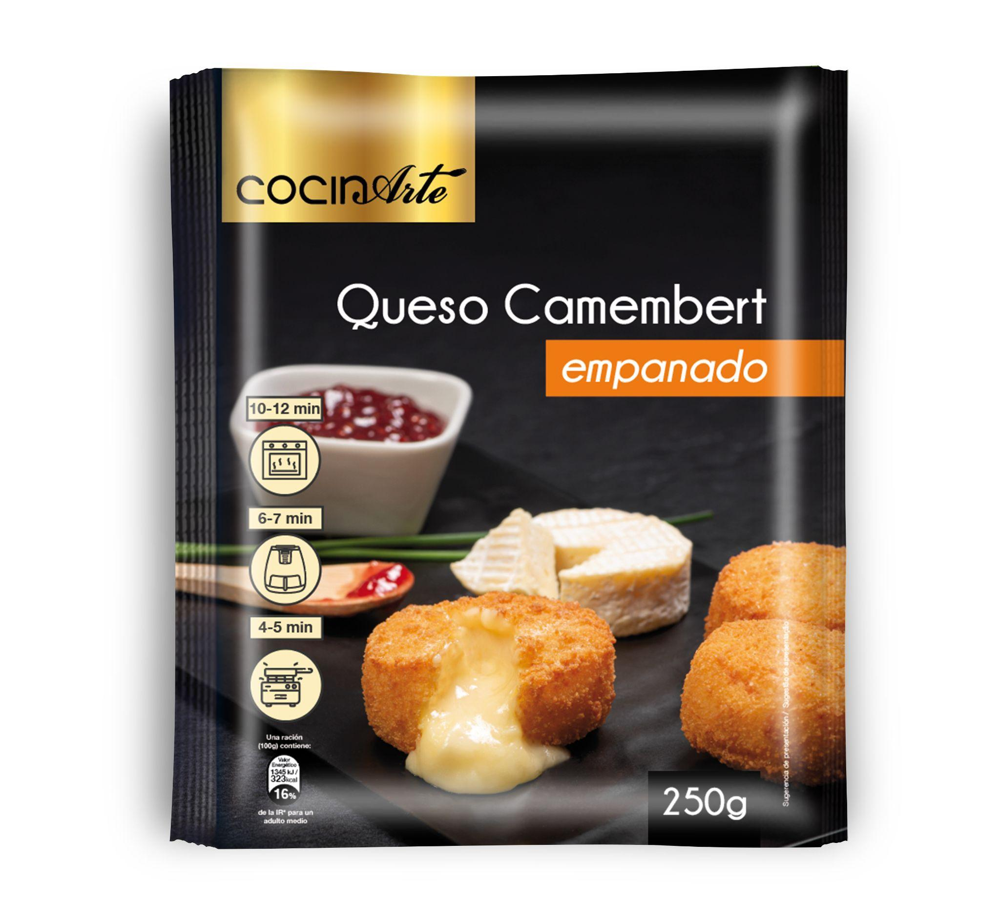 cocinArte
Queso Camembert
empanado
10-12 min
6-7 min
4-5 min
Una ración
(100g) contiene:
Valor
Energético
1345 kJ /
323kcal
16%
de la IR* para un
adulto medio
250g
Sugerencia de presentación / Sugestão de apresentação